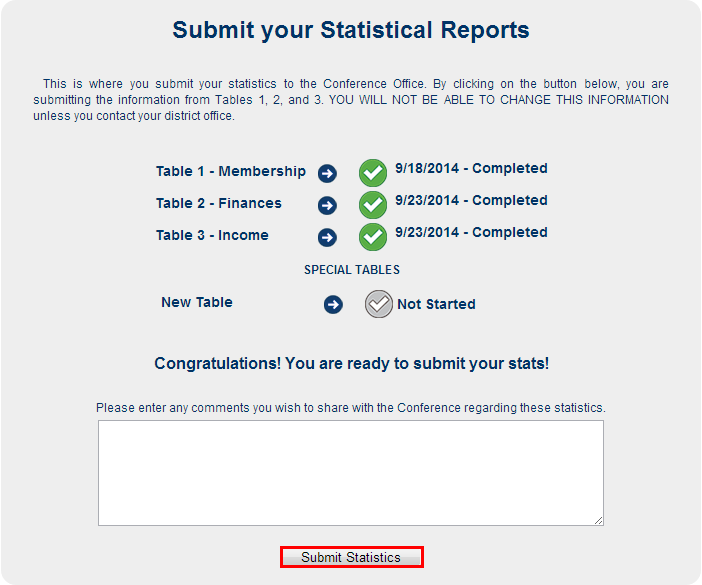 Submit your Statistical Reports
This is where you submit your statistics to the Conference Office. By clicking on the button below, you are
submitting the information from Tables 1, 2, and 3. YOU WILL NOT BE ABLE TO CHANGE THIS INFORMATION
unless you contact your district office.
Table 1 - Membership 9/18/2014 - Completed
Table 2 - Finances 9/23/2014 - Completed
Table 3 - Income 9/23/2014 - Completed
SPECIAL TABLES
New Table Not Started
Congratulations! You are ready to submit your stats!
Please enter any comments you wish to share with the Conference regarding these statistics.
Submit Statistics